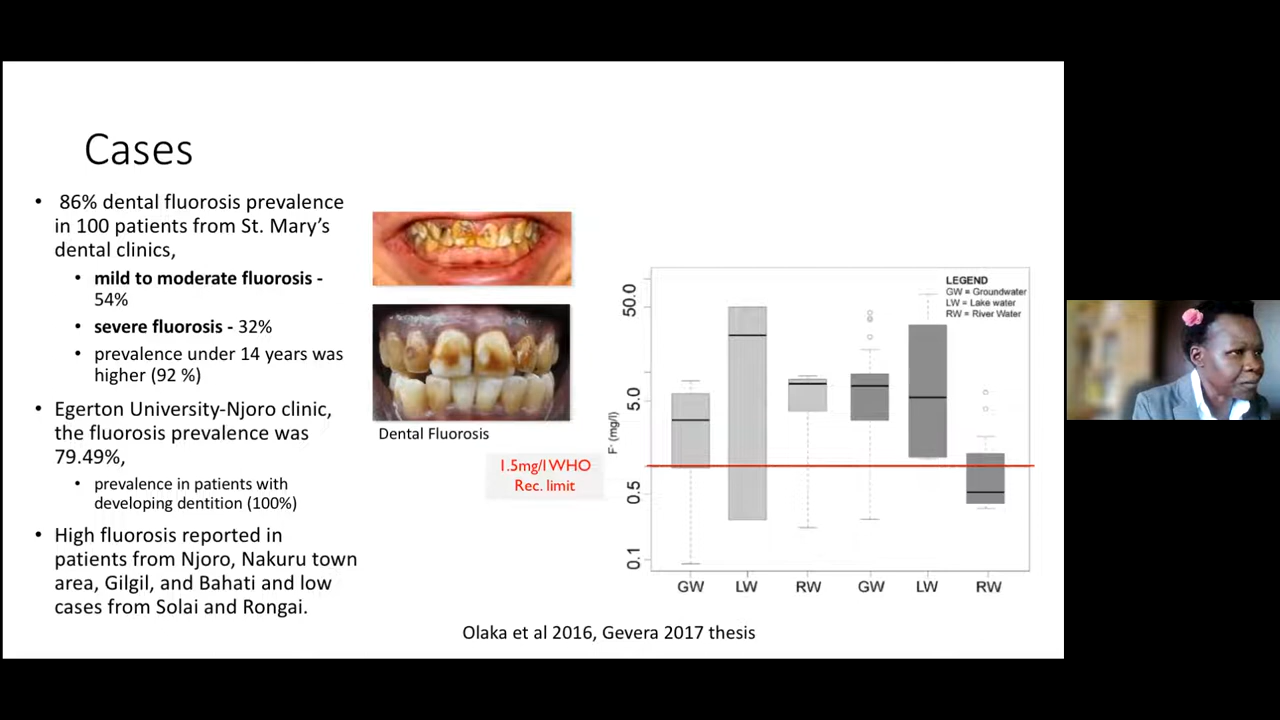 Cases
• 86% dental fluorosis prevalence
in 100 patients from St. Mary’s
dental clinics,
• mild to moderate fluorosis -
54%
• severe fluorosis - 32%
• prevalence under 14 years was
higher (92 %)
• Egerton University-Njoro clinic,
the fluorosis prevalence was
79.49%,
• prevalence in patients with
developing dentition (100%)
• High fluorosis reported in
patients from Njoro, Nakuru town
area, Gilgil, and Bahati and low
cases from Solai and Rongai.
Dental Fluorosis
1.5mg/l WHO
Rec. limit
LEGEND
GW = Groundwater
LW = Lake water
RW = River Water
F- (mg/l)
50.0
5.0
0.5
0.1
GW LW RW GW LW RW
Olaka et al 2016, Gevera 2017 thesis